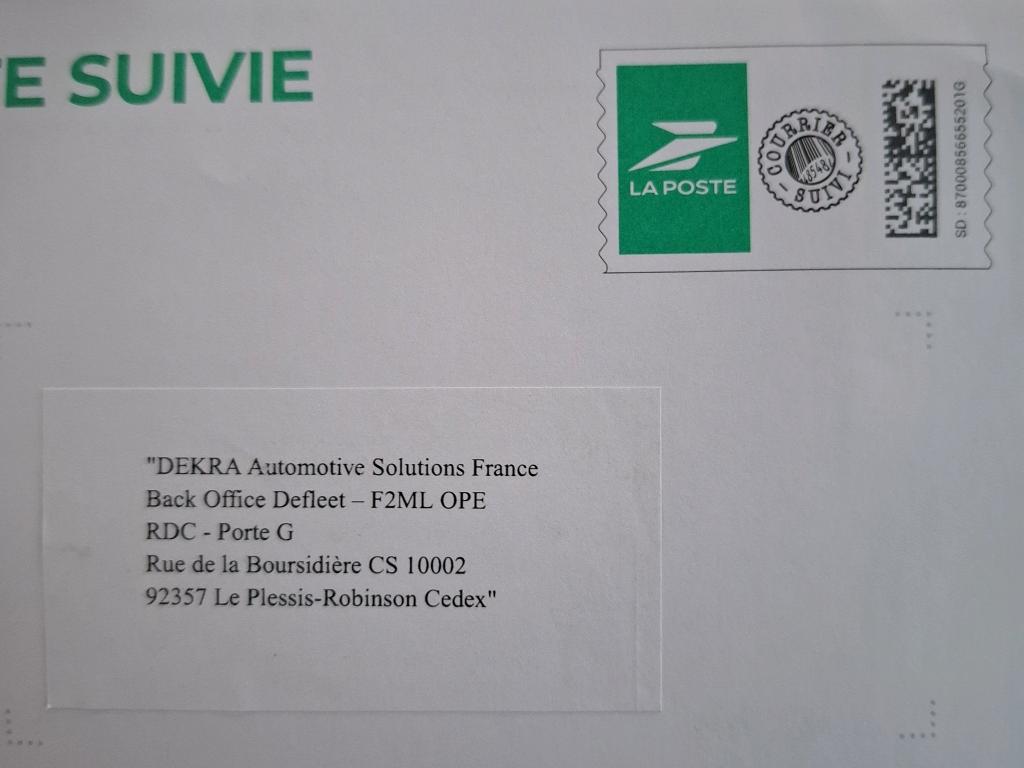 E SUIVIE
LA POSTE
COURRIER
SUIVI
SD : 87000856655201G
"DEKRA Automotive Solutions France
Back Office Defleet – F2ML OPE
RDC - Porte G
Rue de la Boursidière CS 10002
92357 Le Plessis-Robinson Cedex"